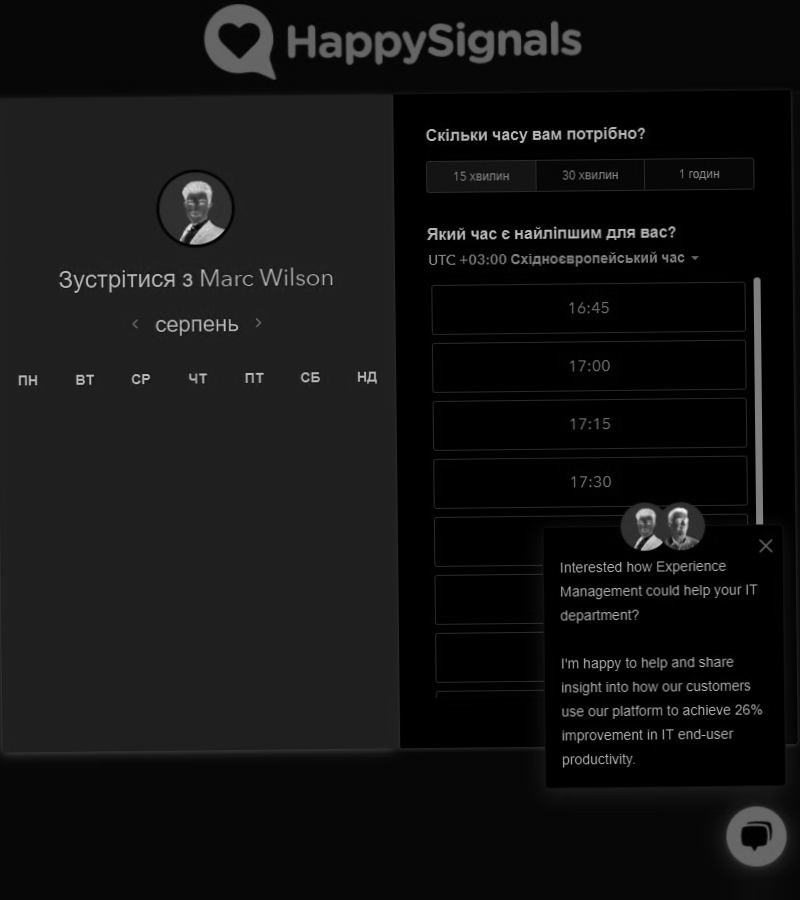 HappySignals
Зустрітися з Marc Wilson
серпень
ПН ВТ СР ЧТ ПТ СБ НД
Скільки часу вам потрібно?
15 хвилин 30 хвилин 1 годин
Який час є найліпшим для вас?
UTC +03:00 Східноєвропейський час
16:45
17:00
17:15
17:30
Interested how Experience
Management could help your IT
department?
I'm happy to help and share
insight into how our customers
use our platform to achieve 26%
improvement in IT end-user
productivity.